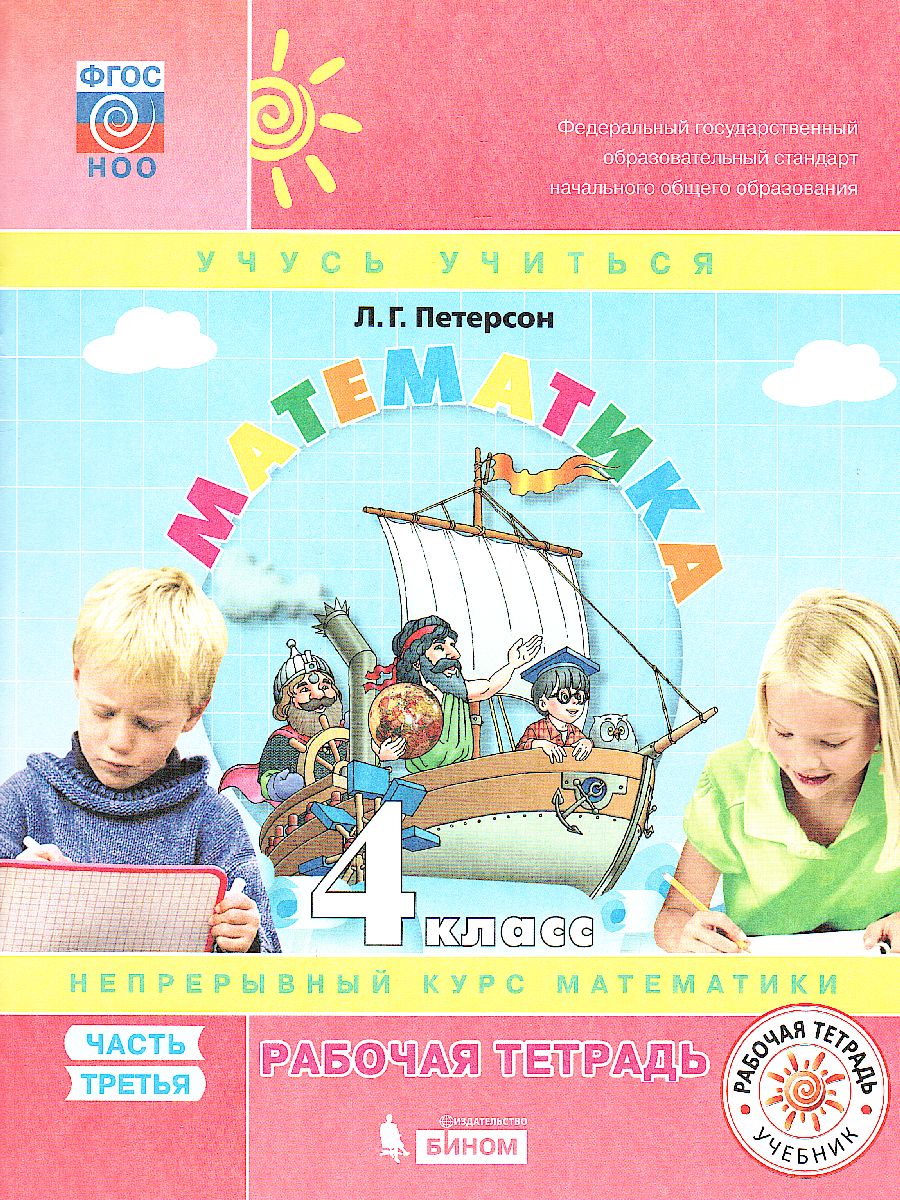 ФГОС
НОО
Федеральный государственный
образовательный стандарт
начального общего образования
УЧУСЬ УЧИТЬСЯ
Л. Г. Петерсон
МАТЕМАТИКА
4 класс
НЕПРЕРЫВНЫЙ КУРС МАТЕМАТИКИ
ЧАСТЬ
ТРЕТЬЯ
РАБОЧАЯ ТЕТРАДЬ
ИЗДАТЕЛЬСТВО
БИНОМ
РАБОЧАЯ ТЕТРАДЬ
УЧЕБНИК